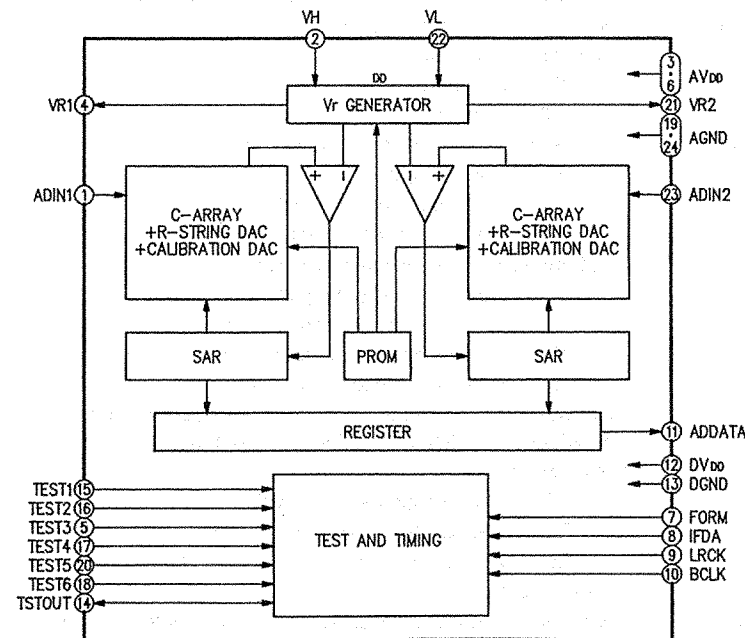 VH
VL
2
22
3
6
AVDD
DD
Vr GENERATOR
VR1 4
21 VR2
19
24
AGND
+ −
− +
ADIN1 1
23 ADIN2
C-ARRAY
+R-STRING DAC
+CALIBRATION DAC
C-ARRAY
+R-STRING DAC
+CALIBRATION DAC
SAR
PROM
SAR
REGISTER
11 ADDATA
12 DVDD
13 DGND
TEST1 15
TEST2 16
TEST3 5
TEST4 17
TEST5 20
TEST6 18
TSTOUT 14
TEST AND TIMING
7 FORM
8 IFDA
9 LRCK
10 BCLK